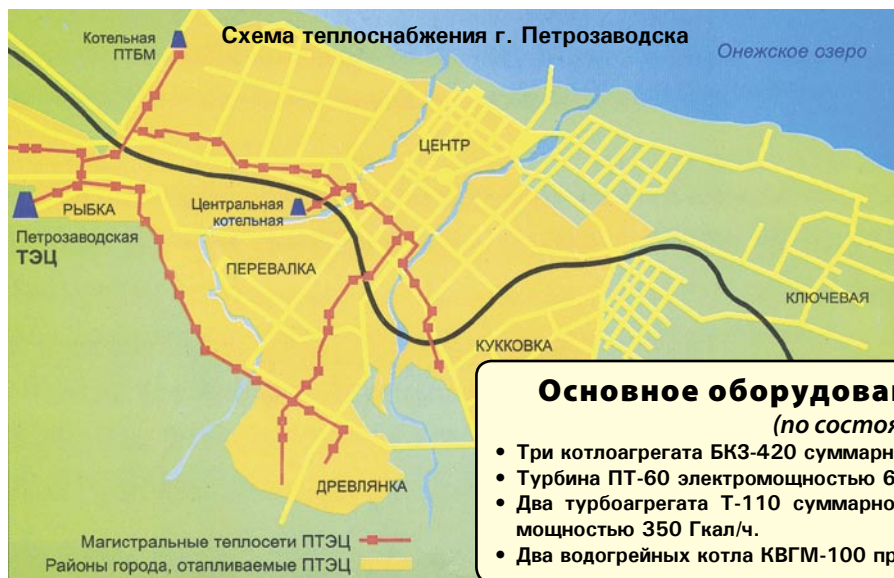 Схема теплоснабжения г. Петрозаводска
Котельная
ПТБМ
Онежское озеро
ЦЕНТР
РЫБКА
Центральная
котельная
Петрозаводская
ТЭЦ
ПЕРЕВАЛКА
КЛЮЧЕВАЯ
КУККОВКА
ДРЕВЛЯНКА
Магистральные теплосети ПТЭЦ
Районы города, отапливаемые ПТЭЦ
Основное оборудова
(по состоя
• Три котлоагрегата БКЗ-420 суммарн
• Турбина ПТ-60 электромощностью 6
• Два турбоагрегата Т-110 суммарно
мощностью 350 Гкал/ч.
• Два водогрейных котла КВГМ-100 пр